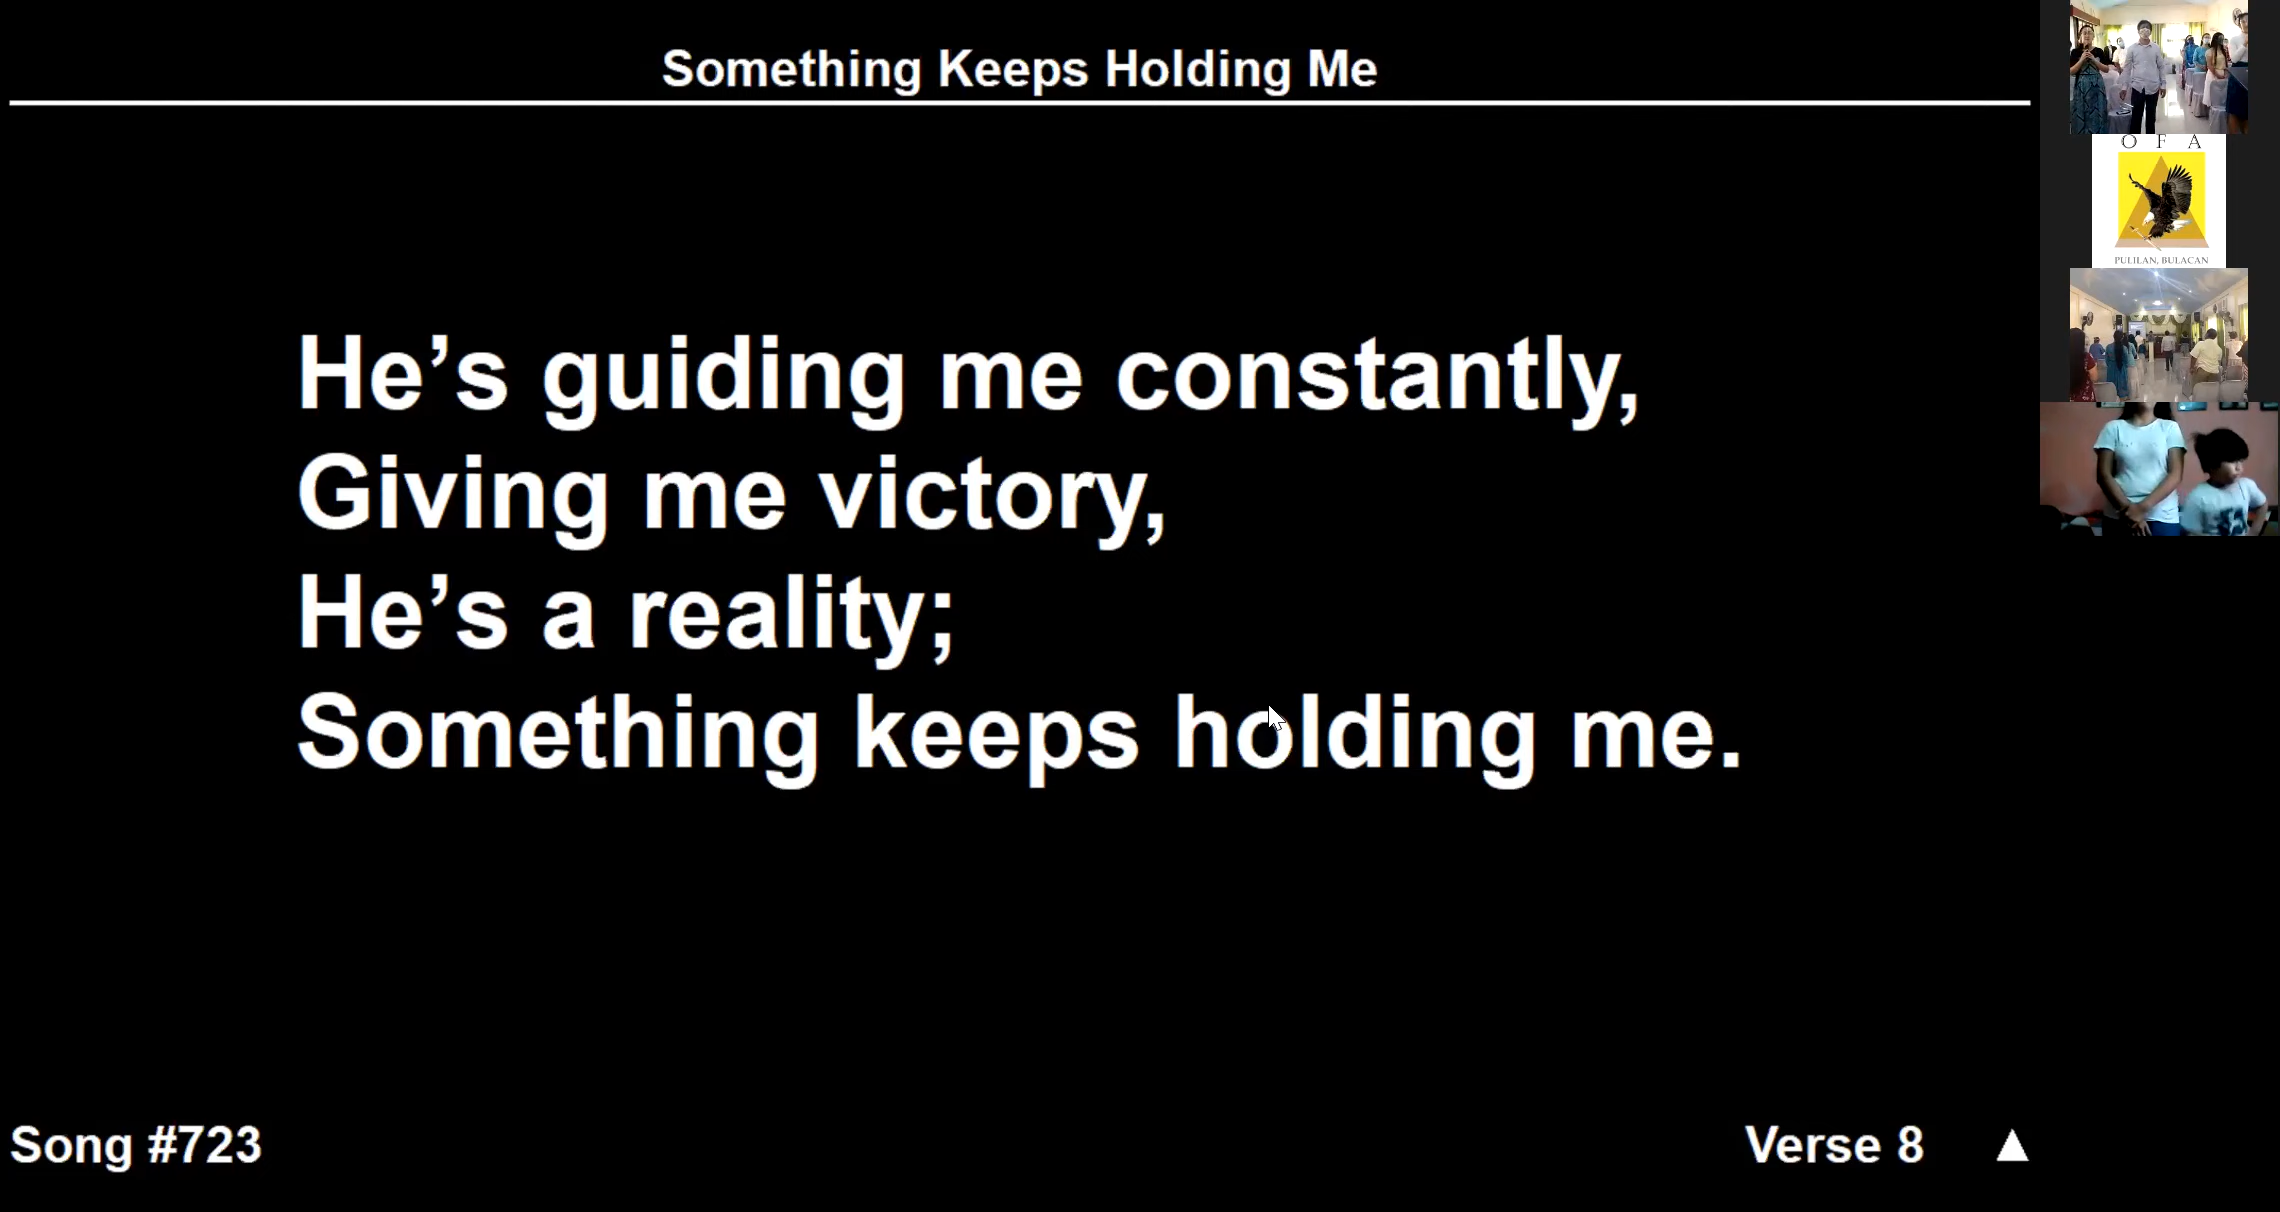 Something Keeps Holding Me
He’s guiding me constantly,
Giving me victory,
He’s a reality;
Something keeps holding me.
Song #723
Verse 8 ▲
O F A
PULILAN, BULACAN